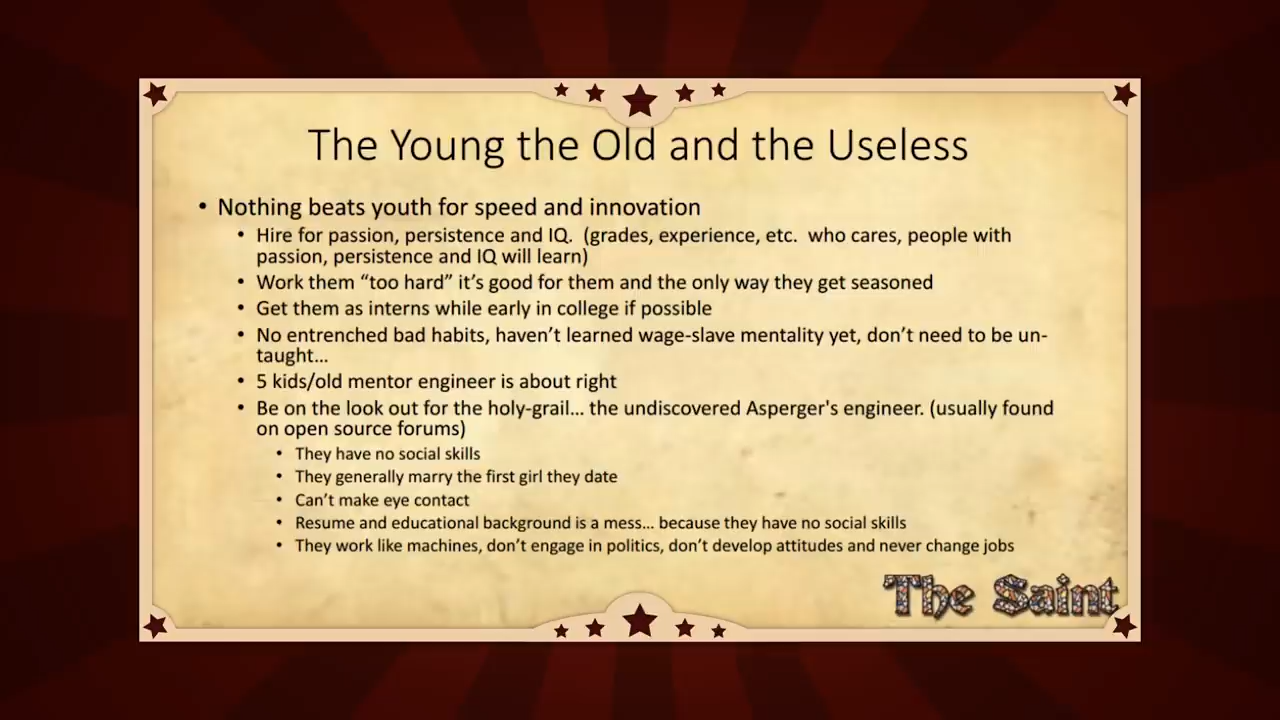 The Young the Old and the Useless
• Nothing beats youth for speed and innovation
• Hire for passion, persistence and IQ.  (grades, experience, etc.  who cares, people with
passion, persistence and IQ will learn)
• Work them “too hard” it’s good for them and the only way they get seasoned
• Get them as interns while early in college if possible
• No entrenched bad habits, haven’t learned wage-slave mentality yet, don’t need to be un-
taught…
• 5 kids/old mentor engineer is about right
• Be on the look out for the holy-grail… the undiscovered Asperger's engineer. (usually found
on open source forums)
• They have no social skills
• They generally marry the first girl they date
• Can’t make eye contact
• Resume and educational background is a mess… because they have no social skills
• They work like machines, don’t engage in politics, don’t develop attitudes and never change jobs
The Saint